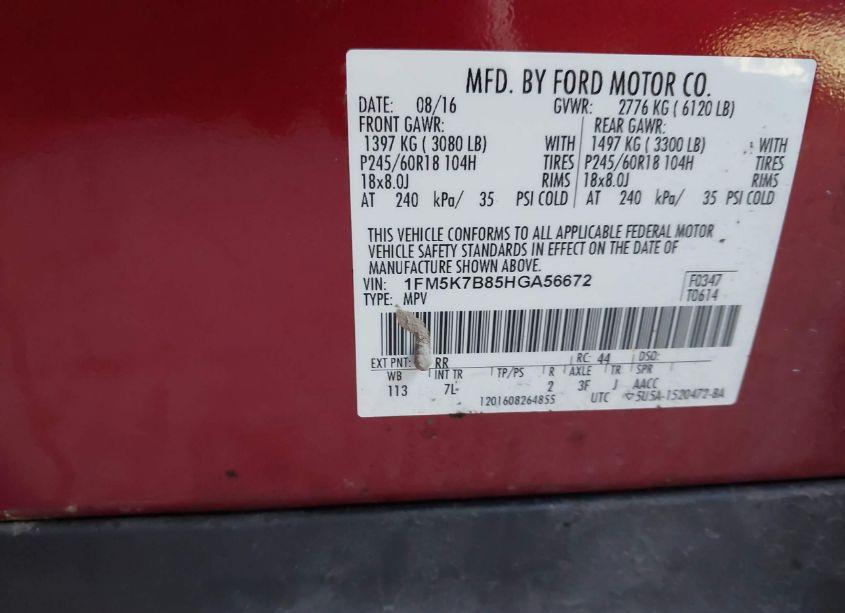 MFD. BY FORD MOTOR CO.
DATE: 08/16 GVWR: 2776 KG ( 6120 LB)
FRONT GAWR: REAR GAWR:
1397 KG ( 3080 LB) WITH 1497 KG ( 3300 LB) WITH
P245/60R18 104H TIRES P245/60R18 104H TIRES
18x8.0J RIMS 18x8.0J RIMS
AT 240 kPa/ 35 PSI COLD AT 240 kPa/ 35 PSI COLD
THIS VEHICLE CONFORMS TO ALL APPLICABLE FEDERAL MOTOR
VEHICLE SAFETY STANDARDS IN EFFECT ON THE DATE OF
MANUFACTURE SHOWN ABOVE.
VIN: 1FM5K7B85HGA56672 F0347
TYPE: MPV T0614
EXT PNT: RR RC: 44 DSO:
WB INT TR TP/PS R AXLE TR SPR
113 7L 2 3F J AACC
1201608264855 UTC 5U5A-1520472-BA